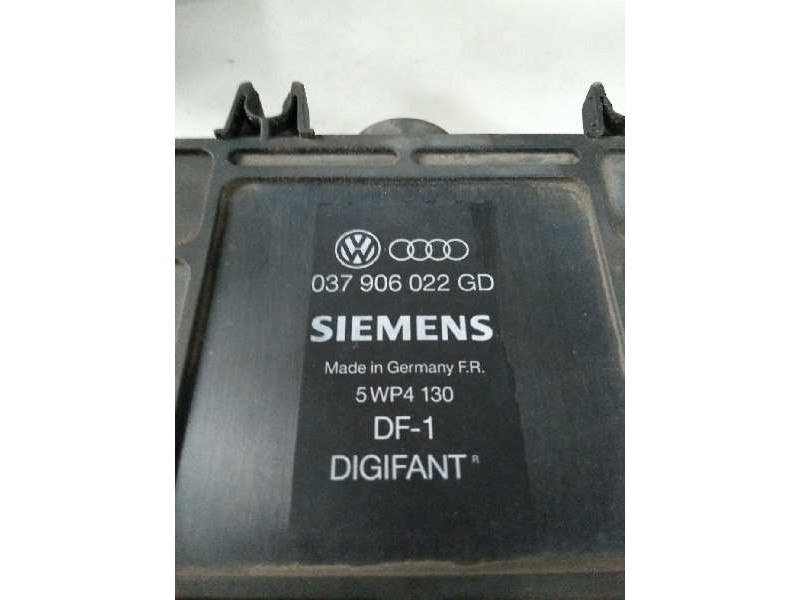 037 906 022 GD
SIEMENS
Made in Germany F.R.
5WP4 130
DF-1
DIGIFANT R